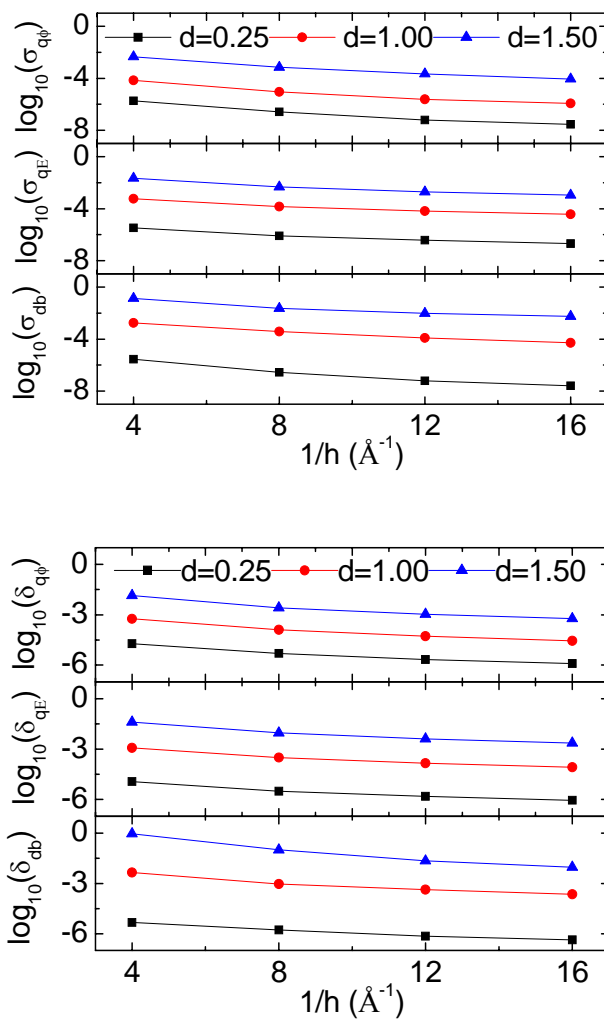 d=0.25 d=1.00 d=1.50
0
-4
-8
log10(σqϕ)
0
-4
-8
log10(σqE)
0
-4
-8
log10(σdb)
4 8 12 16
1/h (Å-1)
d=0.25 d=1.00 d=1.50
0
-3
-6
log10(δqϕ)
0
-3
-6
log10(δqE)
0
-3
-6
log10(δdb)
4 8 12 16
1/h (Å-1)